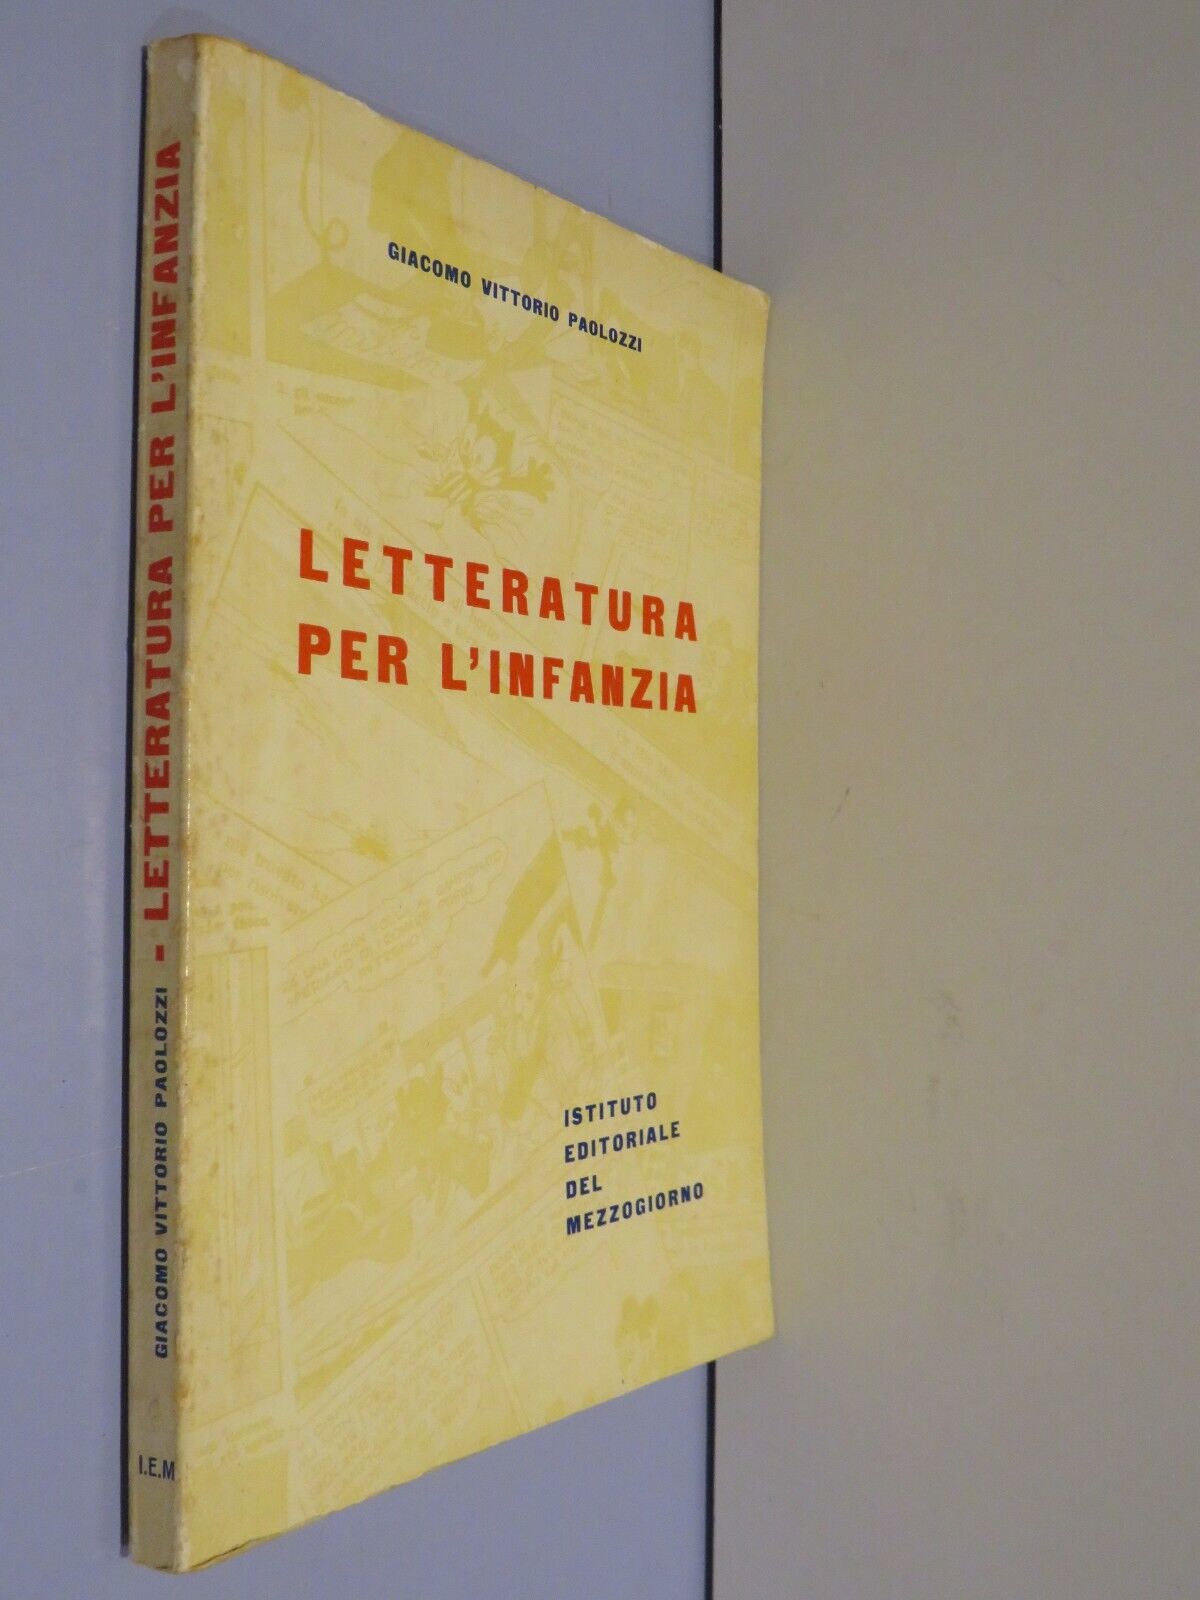 GIACOMO VITTORIO PAOLOZZI
LETTERATURA
PER L'INFANZIA
ISTITUTO
EDITORIALE
DEL
MEZZOGIORNO
GIACOMO VITTORIO PAOLOZZI - LETTERATURA PER L'INFANZIA
I.E.M